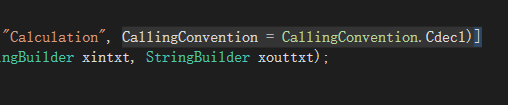 "Calculation", CallingConvention = CallingConvention.Cdecl)]
ngBuilder xintxt, StringBuilder xouttxt);